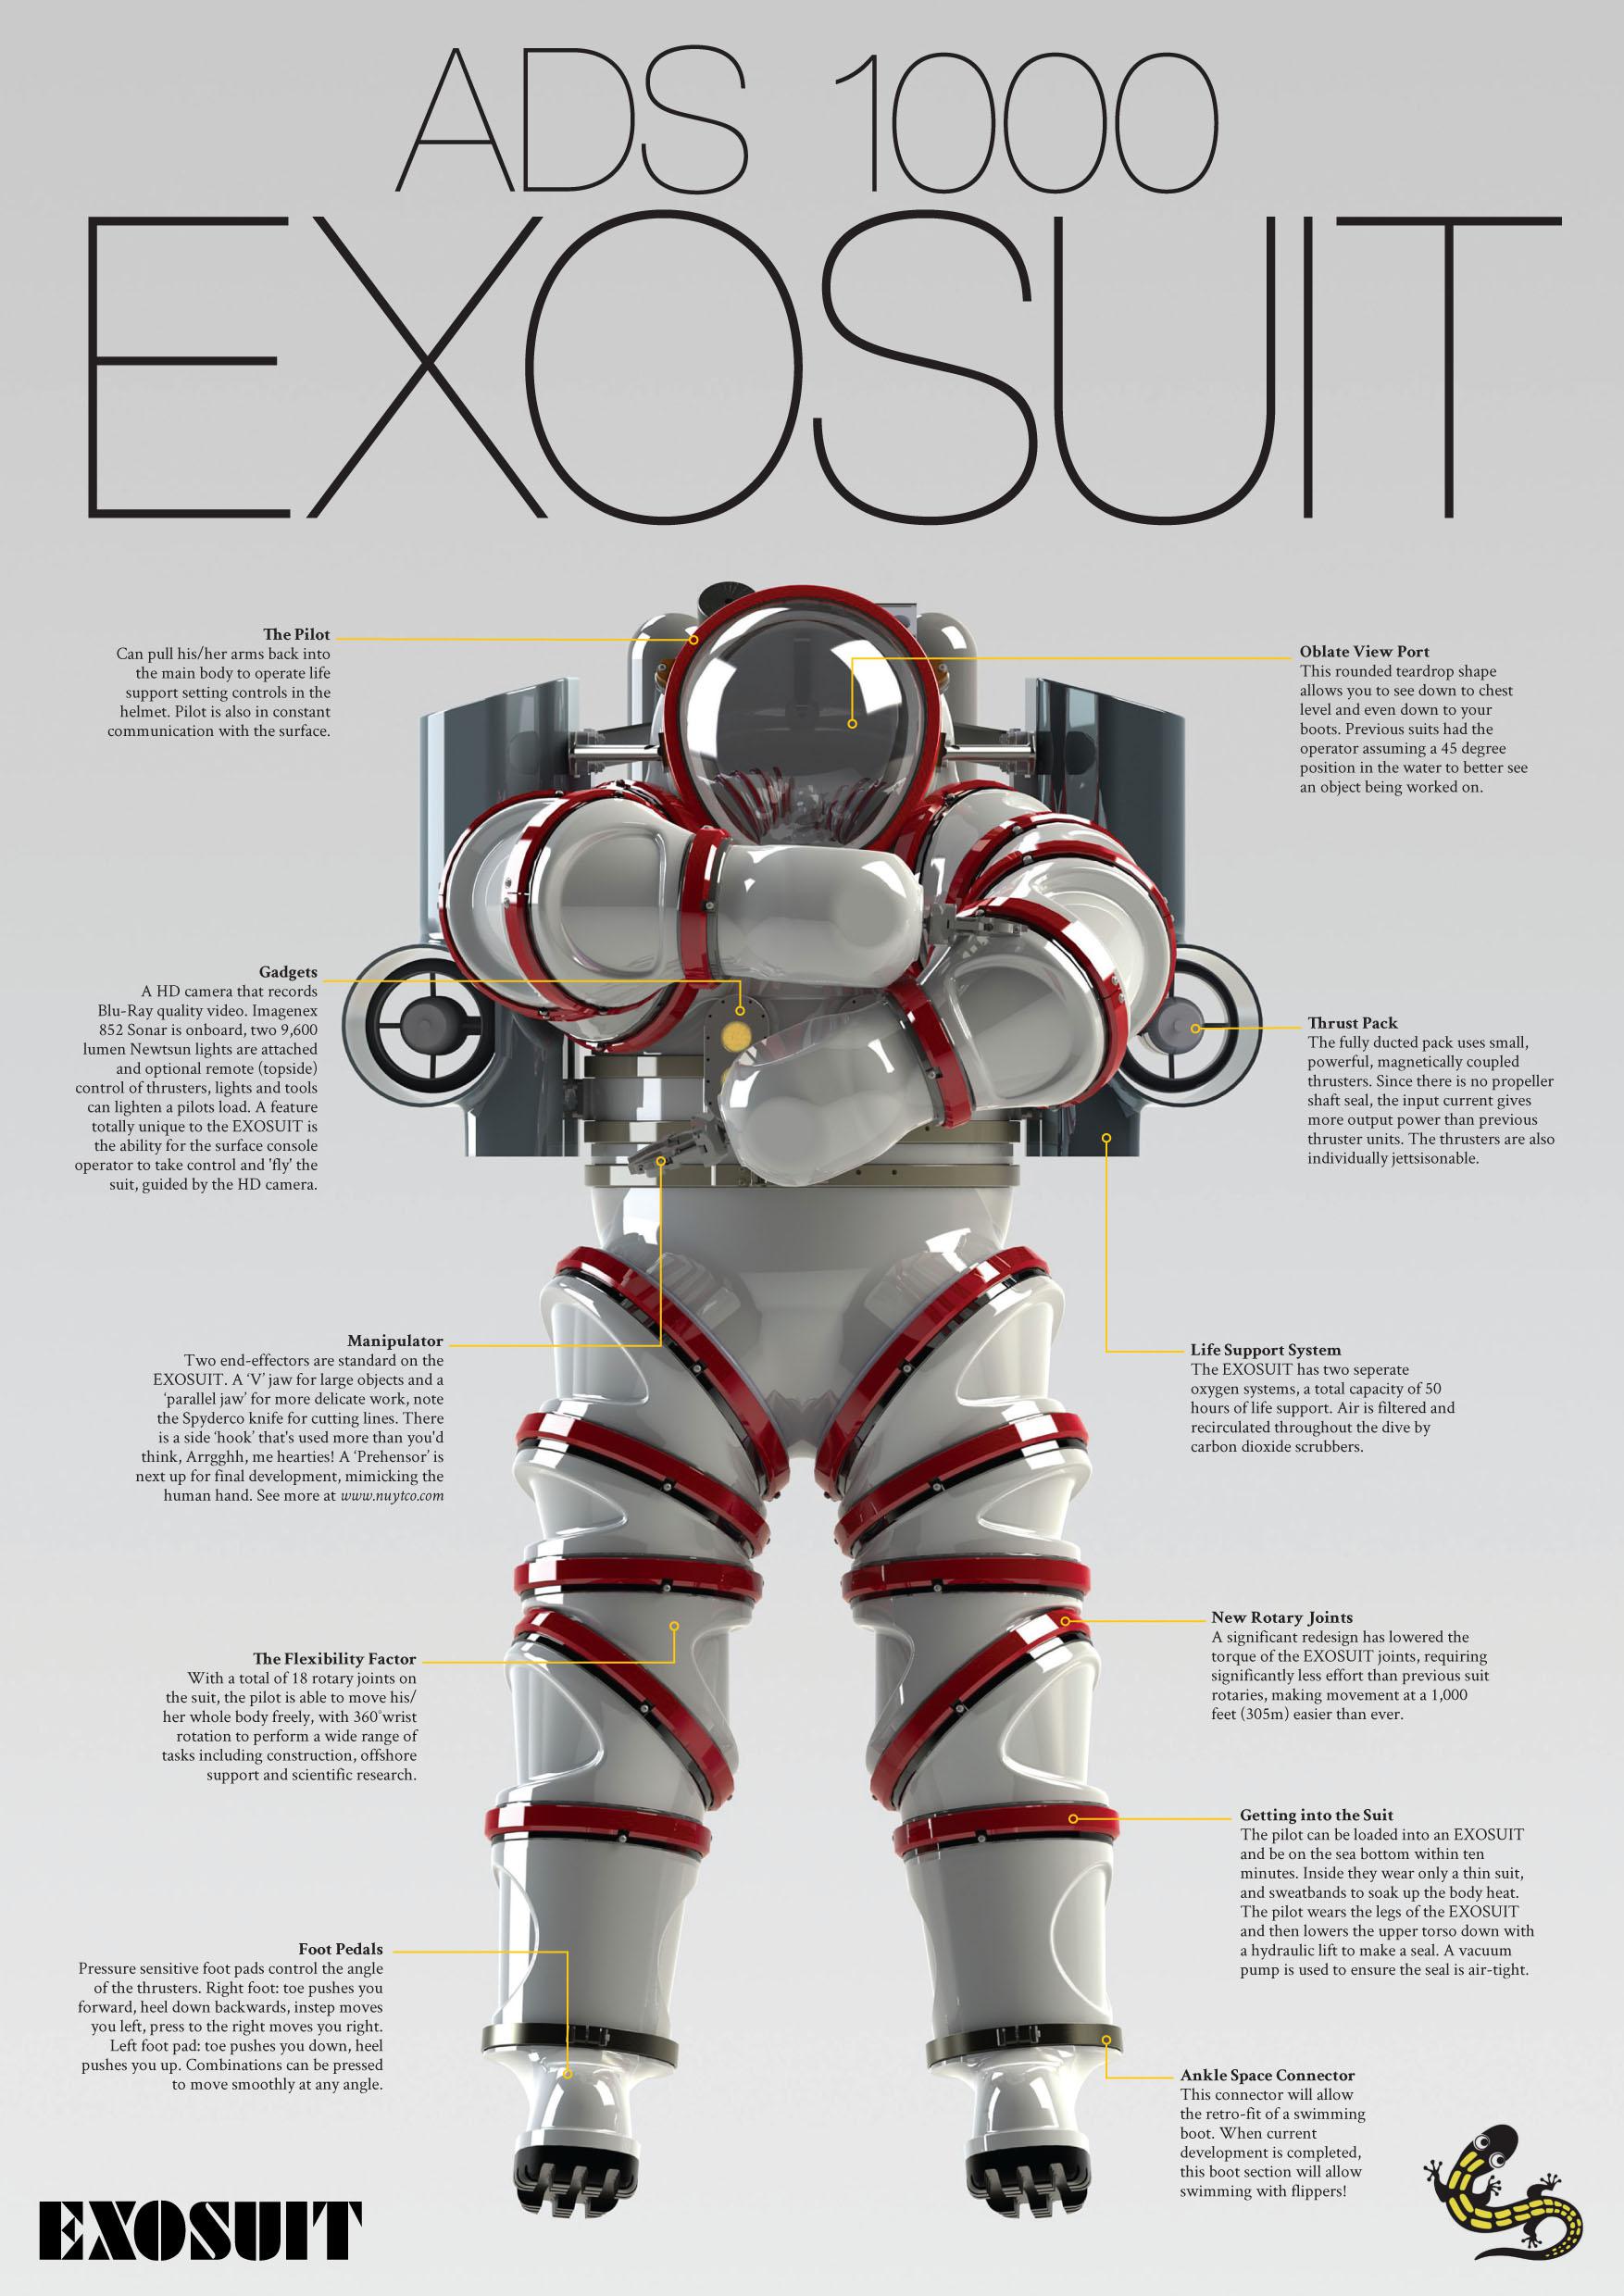 ADS 1000
EXOSUIT
The Pilot
Can pull his/her arms back into
the main body to operate life
support setting controls in the
helmet. Pilot is also in constant
communication with the surface.
Oblate View Port
This rounded teardrop shape
allows you to see down to chest
level and even down to your
boots. Previous suits had the
operator assuming a 45 degree
position in the water to better see
an object being worked on.
Gadgets
A HD camera that records
Blu-Ray quality video. Imagenex
852 Sonar is onboard, two 9,600
lumen Newtsun lights are attached
and optional remote (topside)
control of thrusters, lights and tools
can lighten a pilots load. A feature
totally unique to the EXOSUIT is
the ability for the surface console
operator to take control and 'fly' the
suit, guided by the HD camera.
Thrust Pack
The fully ducted pack uses small,
powerful, magnetically coupled
thrusters. Since there is no propeller
shaft seal, the input current gives
more output power than previous
thruster units. The thrusters are also
individually jettsisonable.
Manipulator
Two end-effectors are standard on the
EXOSUIT. A ‘V’ jaw for large objects and a
‘parallel jaw’ for more delicate work, note
the Spyderco knife for cutting lines. There
is a side ‘hook’ that's used more than you'd
think, Arrgghh, me hearties! A ‘Prehensor’ is
next up for final development, mimicking the
human hand. See more at www.nuytco.com
Life Support System
The EXOSUIT has two seperate
oxygen systems, a total capacity of 50
hours of life support. Air is filtered and
recirculated throughout the dive by
carbon dioxide scrubbers.
The Flexibility Factor
With a total of 18 rotary joints on
the suit, the pilot is able to move his/
her whole body freely, with 360°wrist
rotation to perform a wide range of
tasks including construction, offshore
support and scientific research.
New Rotary Joints
A significant redesign has lowered the
torque of the EXOSUIT joints, requiring
significantly less effort than previous suit
rotaries, making movement at a 1,000
feet (305m) easier than ever.
Getting into the Suit
The pilot can be loaded into an EXOSUIT
and be on the sea bottom within ten
minutes. Inside they wear only a thin suit,
and sweatbands to soak up the body heat.
The pilot wears the legs of the EXOSUIT
and then lowers the upper torso down with
a hydraulic lift to make a seal. A vacuum
pump is used to ensure the seal is air-tight.
Foot Pedals
Pressure sensitive foot pads control the angle
of the thrusters. Right foot: toe pushes you
forward, heel down backwards, instep moves
you left, press to the right moves you right.
Left foot pad: toe pushes you down, heel
pushes you up. Combinations can be pressed
to move smoothly at any angle.
Ankle Space Connector
This connector will allow
the retro-fit of a swimming
boot. When current
development is completed,
this boot section will allow
swimming with flippers!
EXOSUIT